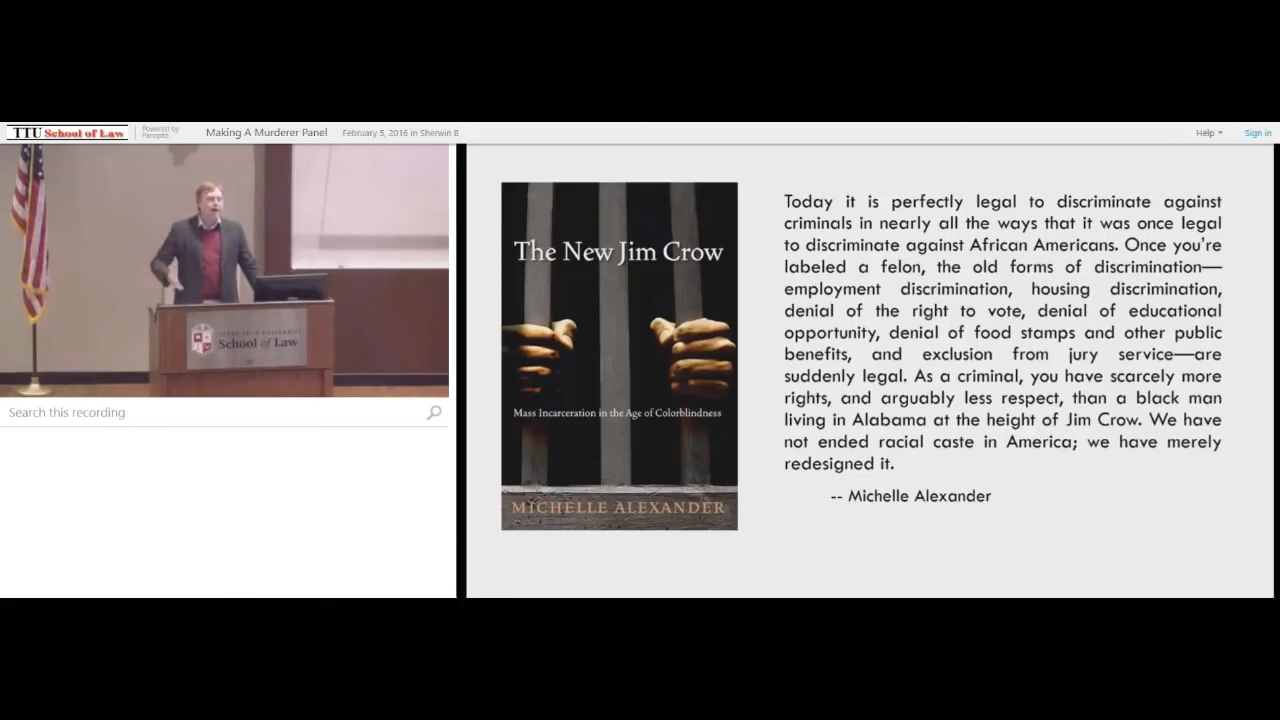 TTU School of Law
Powered by
Panopto
Making A Murderer Panel
February 5, 2016 in Sherwin B
Help
Sign in
TEXAS TECH UNIVERSITY
School of Law
Search this recording
The New Jim Crow
Mass Incarceration in the Age of Colorblindness
MICHELLE ALEXANDER
Today it is perfectly legal to discriminate against
criminals in nearly all the ways that it was once legal
to discriminate against African Americans. Once you're
labeled a felon, the old forms of discrimination—
employment discrimination, housing discrimination,
denial of the right to vote, denial of educational
opportunity, denial of food stamps and other public
benefits, and exclusion from jury service—are
suddenly legal. As a criminal, you have scarcely more
rights, and arguably less respect, than a black man
living in Alabama at the height of Jim Crow. We have
not ended racial caste in America; we have merely
redesigned it.
-- Michelle Alexander